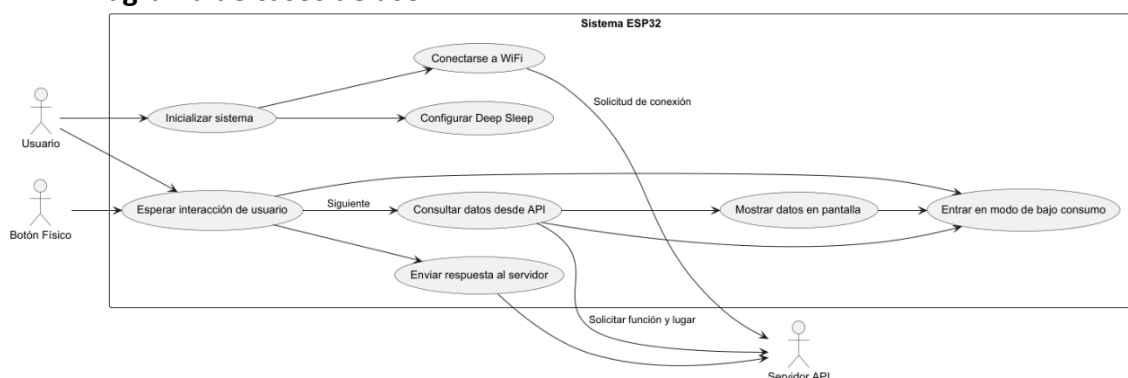 Sistema ESP32
Conectarse a WiFi
Solicitud de conexión
Inicializar sistema
Configurar Deep Sleep
Usuario
Esperar interacción de usuario
Siguiente
Consultar datos desde API
Mostrar datos en pantalla
Entrar en modo de bajo consumo
Botón Físico
Enviar respuesta al servidor
Solicitar función y lugar
Servidor API